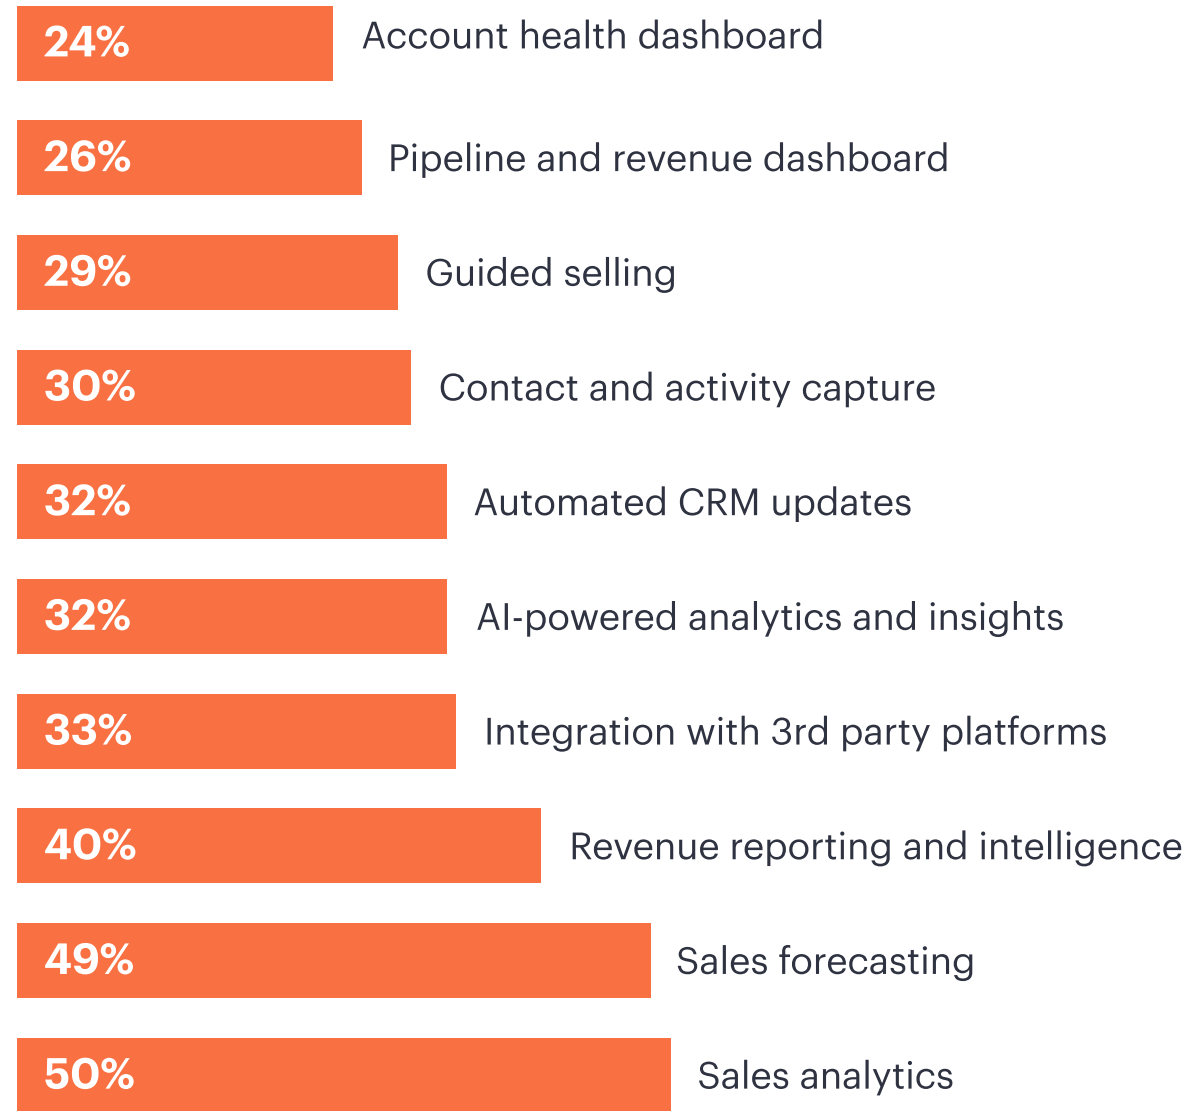 24% Account health dashboard
26% Pipeline and revenue dashboard
29% Guided selling
30% Contact and activity capture
32% Automated CRM updates
32% AI-powered analytics and insights
33% Integration with 3rd party platforms
40% Revenue reporting and intelligence
49% Sales forecasting
50% Sales analytics